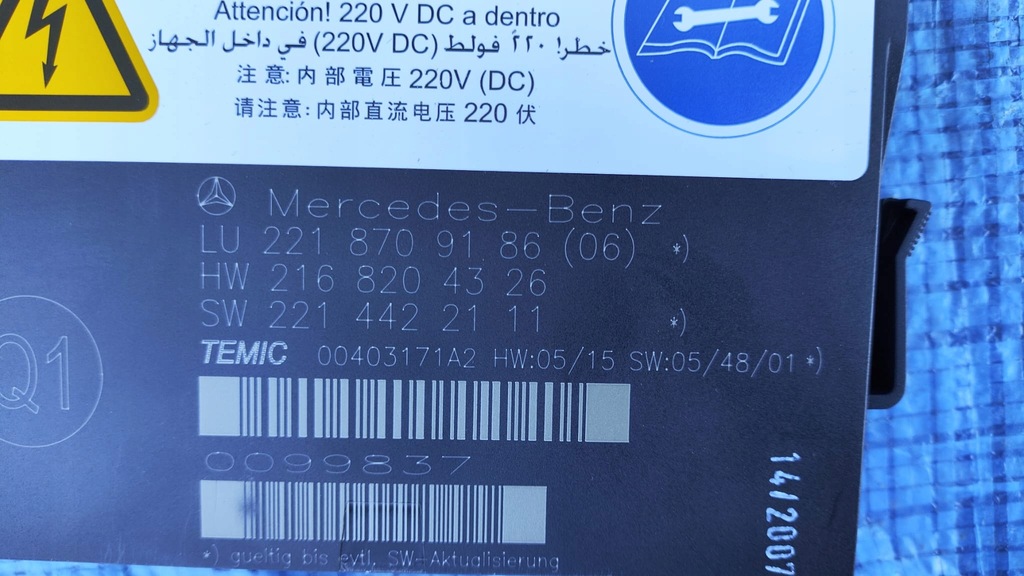 Attención! 220 V DC a dentro
خطر! ٢٢٠ فولط (220V DC) في داخل الجهاز
注 意: 内 部 電 圧 220V (DC)
请注意: 内部直流电压 220 伏
Mercedes-Benz
LU 221 870 91 86 (06) *)
HW 216 820 43 26
SW 221 442 21 11 *)
TEMIC 00403171A2 HW:05/15 SW:05/48/01 *)
Q1
0099837
*) gueltig bis evtl. SW-Aktualisierung
14/2007